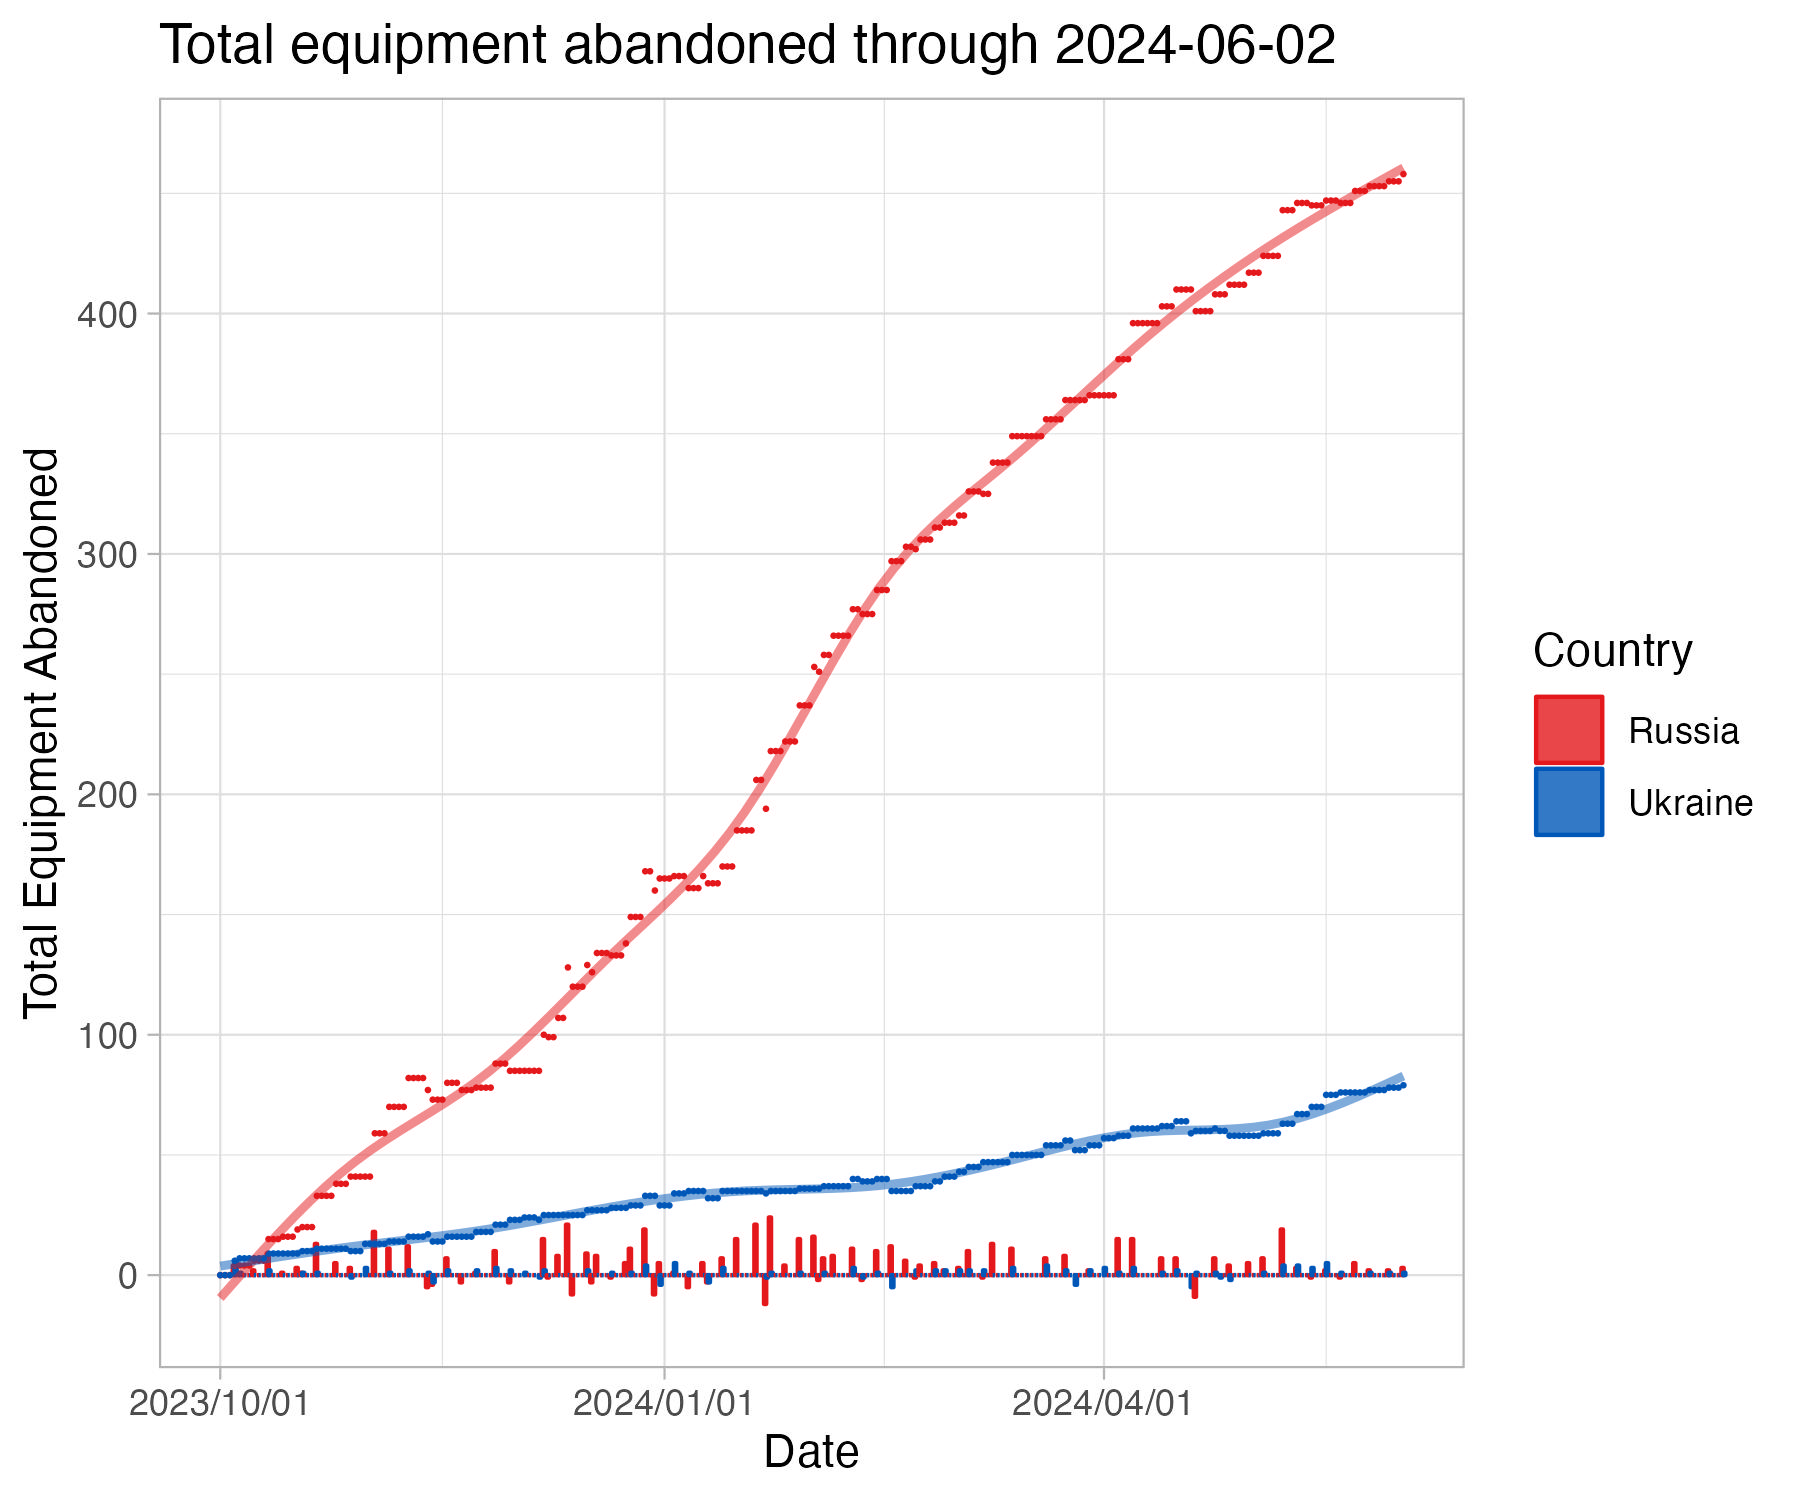 Total equipment abandoned through 2024-06-02
Total Equipment Abandoned
400
300
200
100
0
2023/10/01
2024/01/01
2024/04/01
Date
Country
Russia
Ukraine